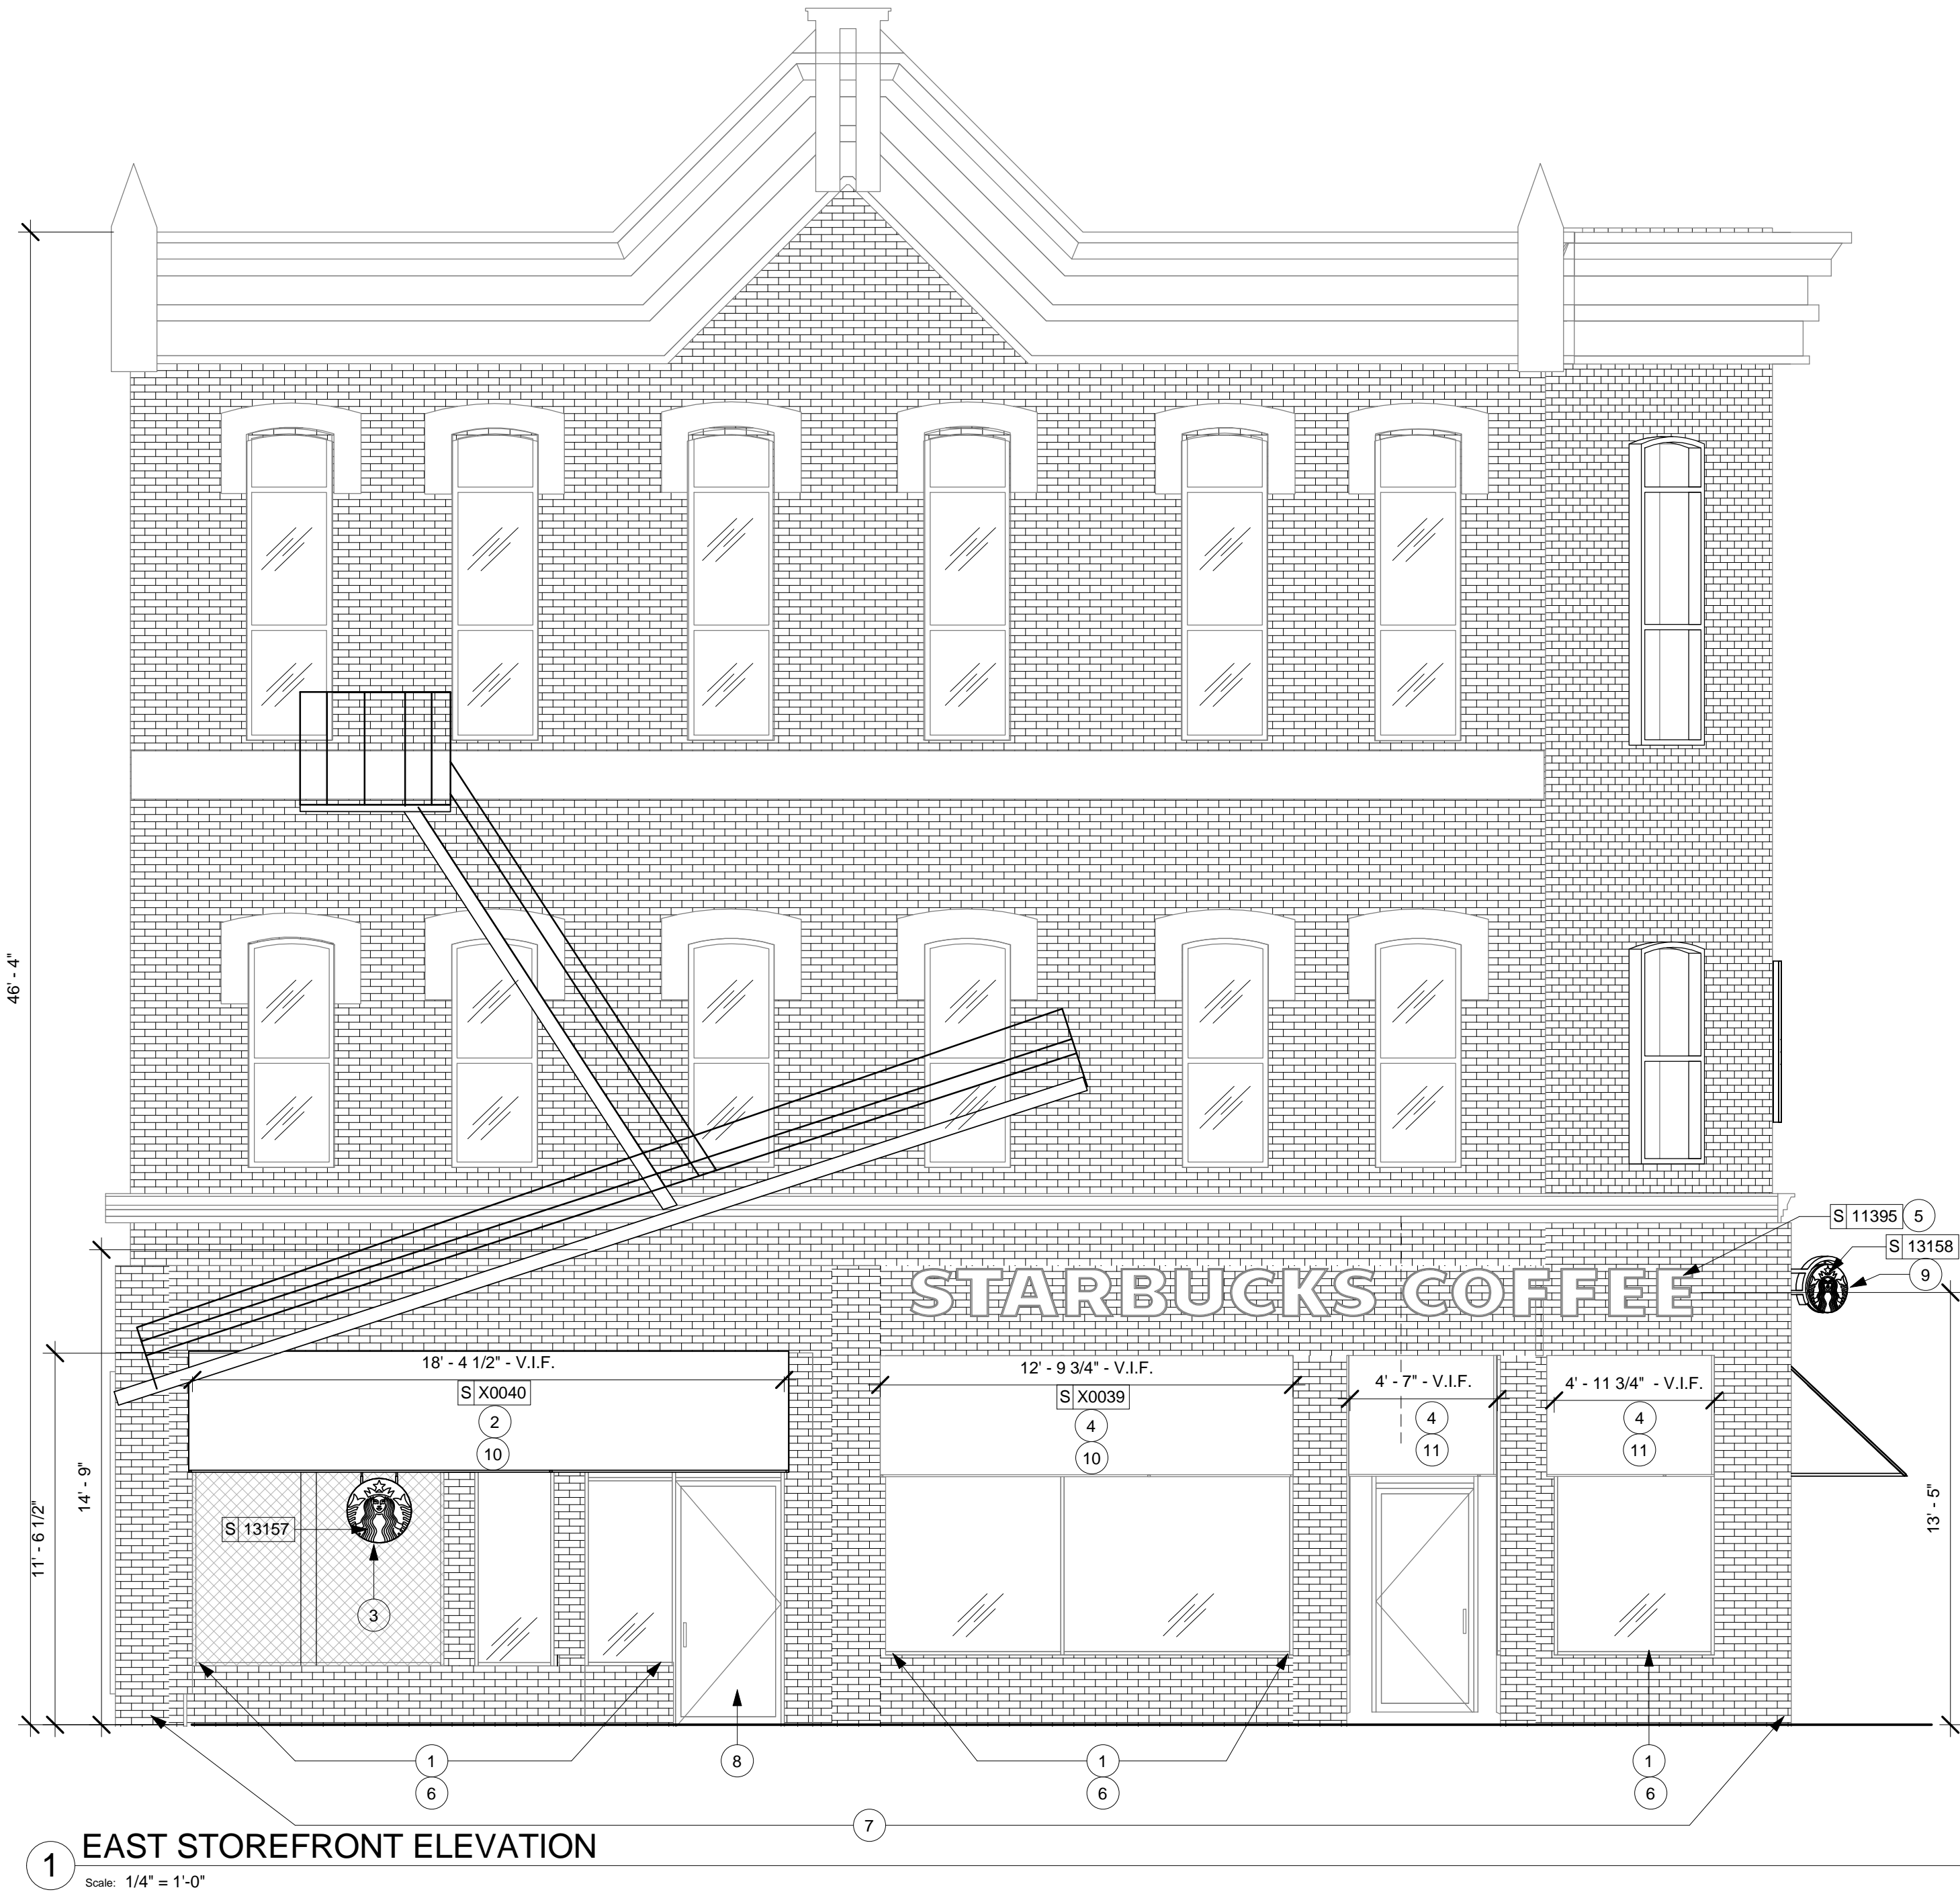 46' - 4"
S 11395 5
S 13158
9
STARBUCKS COFFEE
18' - 4 1/2" - V.I.F.
S X0040
2
10
12' - 9 3/4" - V.I.F.
S X0039
4
10
4' - 7" - V.I.F.
4
11
4' - 11 3/4" - V.I.F.
4
11
11' - 6 1/2"
14' - 9"
13' - 5"
S 13157
3
1
6
8
1
6
1
6
7
1 EAST STOREFRONT ELEVATION
Scale: 1/4" = 1'-0"